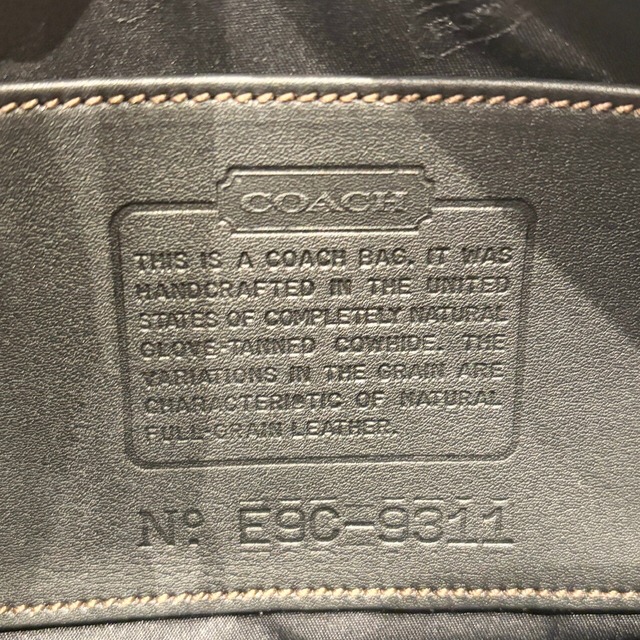 COACH
THIS IS A COACH BAG. IT WAS
HANDCRAFTED IN THE UNITED
STATES OF COMPLETELY NATURAL
GLOVE-TANNED COWHIDE. THE
VARIATIONS IN THE GRAIN ARE
CHARACTERISTIC OF NATURAL
FULL-GRAIN LEATHER.
No: E9C-9311